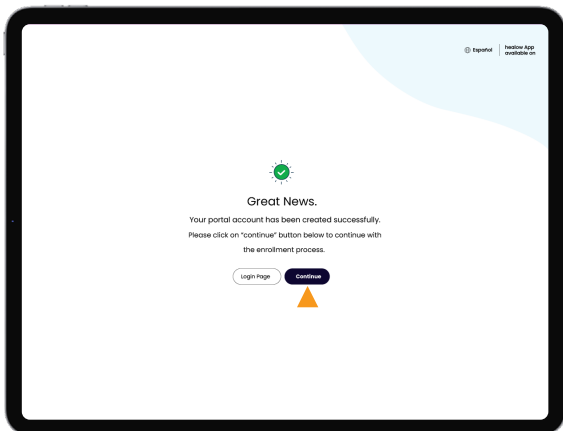 Español
healow App
available on
Great News.
Your portal account has been created successfully.
Please click on "continue" button below to continue with
the enrollment process.
Login Page
Continue